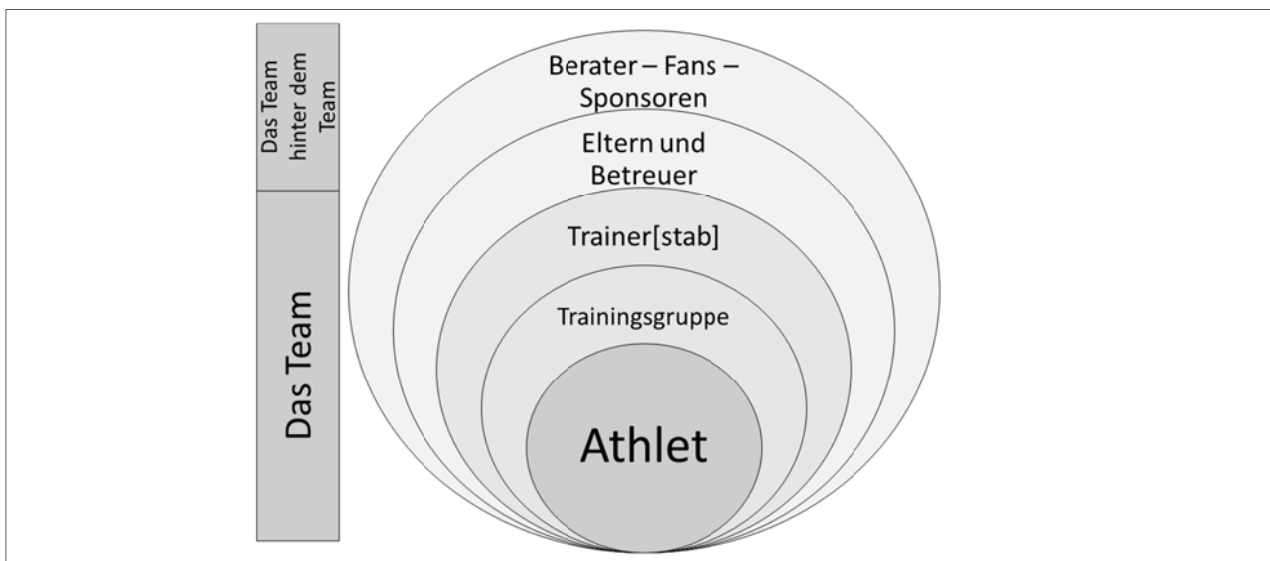 Das Team
hinter dem
Team
Das Team
Berater – Fans –
Sponsoren
Eltern und
Betreuer
Trainer[stab]
Trainingsgruppe
Athlet